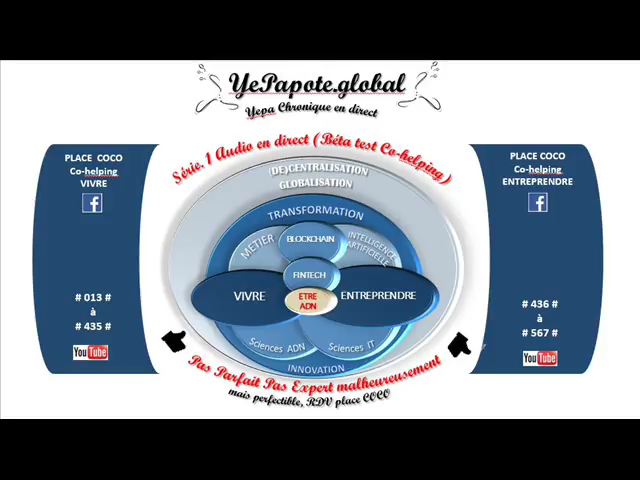 YePapote.global
Yepa Chronique en direct
Série.1 Audio en direct (Béta test Co-helping)
PLACE COCO
Co-helping
VIVRE
f
# 013 #
à
# 435 #
YouTube
(DE)CENTRALISATION
GLOBALISATION
TRANSFORMATION
METIER
BLOCKCHAIN
INTELLIGENCE
ARTIFICIELLE
FINTECH
VIVRE
ETRE
ADN
ENTREPRENDRE
Sciences ADN
Sciences IT
INNOVATION
PLACE COCO
Co-helping
ENTREPRENDRE
f
# 436 #
à
# 567 #
YouTube
Pas Parfait Pas Expert malheureusement
mais perfectible, RDV place COCO